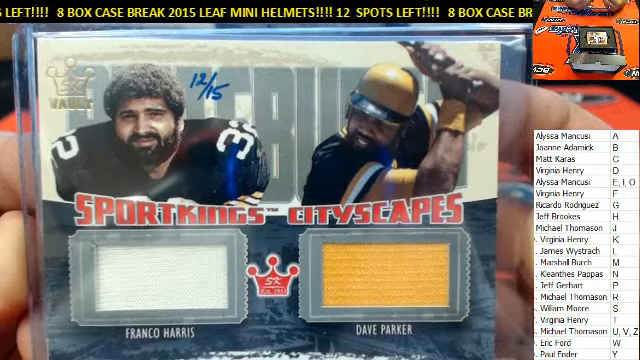 S LEFT!!!!   8 BOX CASE BREAK 2015 LEAF MINI HELMETS!!!! 12  SPOTS LEFT!!!!   8 BOX CASE BR
SK
VAULT
12/15
32
SPORTKINGS™ CITYSCAPES
SK
FRANCO HARRIS
DAVE PARKER
Alyssa Mancusi A
Joanne Adamick B
Matt Karas C
Virginia Henry D
Alyssa Mancusi E, I, O
Virginia Henry F
Ricardo Rodriguez G
Jeff Brookes H
Michael Thomason J
Virginia Henry K
James Wystrach L
Marshall Burch M
Kleanthes Pappas N
Jeff Gerhart P
Michael Thomason R
William Moore S
Virginia Henry T
Michael Thomason U, V, Z
Eric Ford W
Paul Ender Y